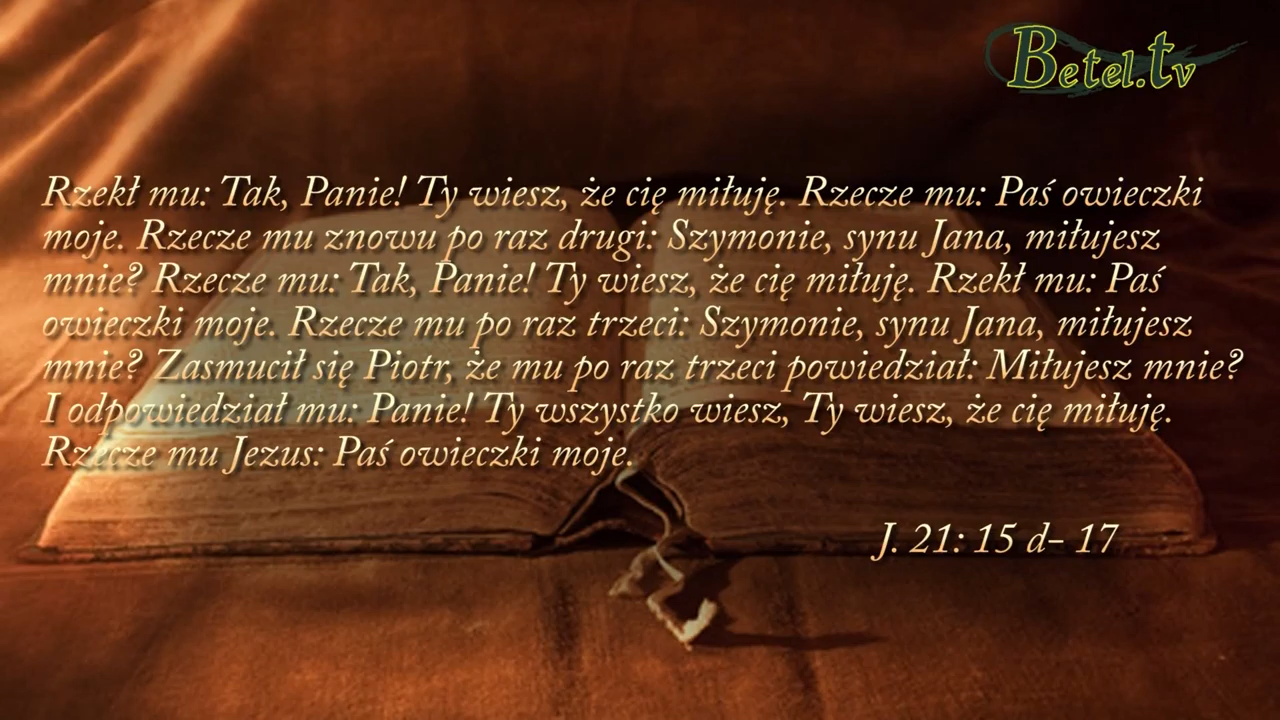 Betel.tv
Rzekł mu: Tak, Panie! Ty wiesz, że cię miłuję. Rzecze mu: Paś owieczki
moje. Rzecze mu znowu po raz drugi: Szymonie, synu Jana, miłujesz
mnie? Rzecze mu: Tak, Panie! Ty wiesz, że cię miłuję. Rzekł mu: Paś
owieczki moje. Rzecze mu po raz trzeci: Szymonie, synu Jana, miłujesz
mnie? Zasmucił się Piotr, że mu po raz trzeci powiedział: Miłujesz mnie?
I odpowiedział mu: Panie! Ty wszystko wiesz, Ty wiesz, że cię miłuję.
Rzecze mu Jezus: Paś owieczki moje.
J. 21: 15 d- 17